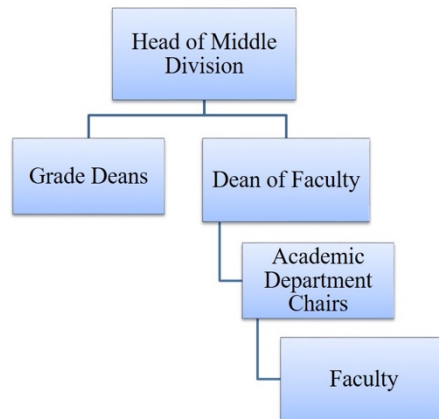 Head of Middle
Division
Grade Deans
Dean of Faculty
Academic
Department
Chairs
Faculty